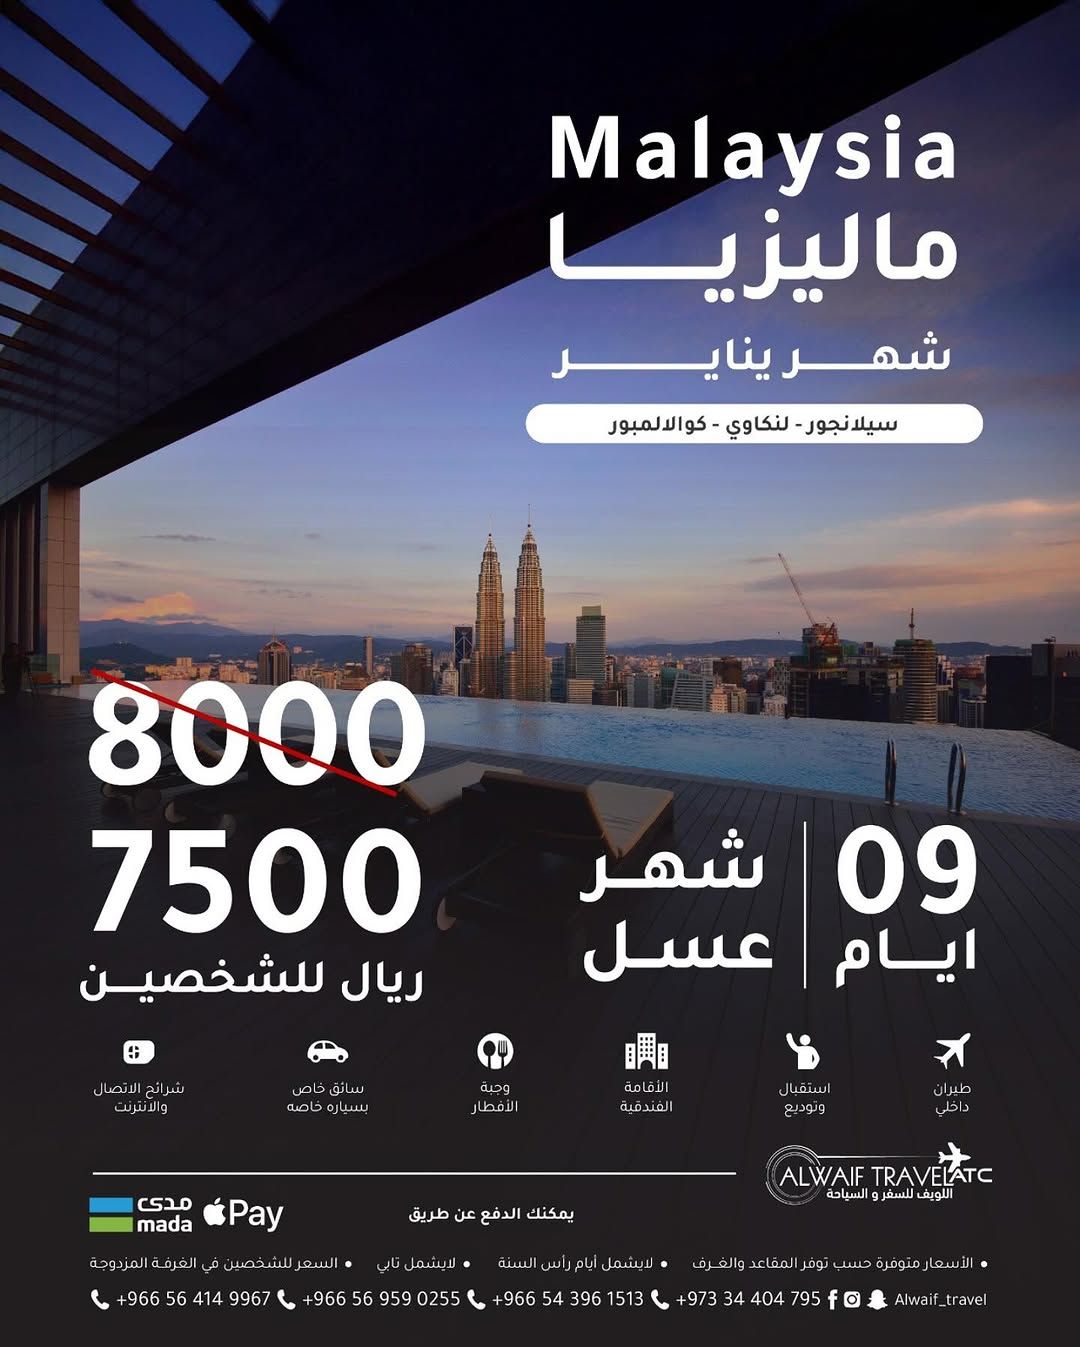 Malaysia
ماليزيا
شهر يناير
سيلانجور - لنكاوي - كوالالمبور
8000
7500
ريال للشخصين
09
ايام
شهر
عسل
طيران
داخلي
استقبال
وتوديع
الأقامة
الفندقية
وجبة
الأفطار
سائق خاص
بسياره خاصه
شرائح الاتصال
والانترنت
ALWAIF TRAVEL ATC
اللويف للسفر و السياحة
يمكنك الدفع عن طريق
Pay
مدى
mada
• الأسعار متوفرة حسب توفر المقاعد والغرف • لايشمل أيام رأس السنة • لايشمل تابي • السعر للشخصين في الغرفة المزدوجة
+966 56 414 9967 +966 56 959 0255 +966 54 396 1513 +973 34 404 795 Alwaif_travel